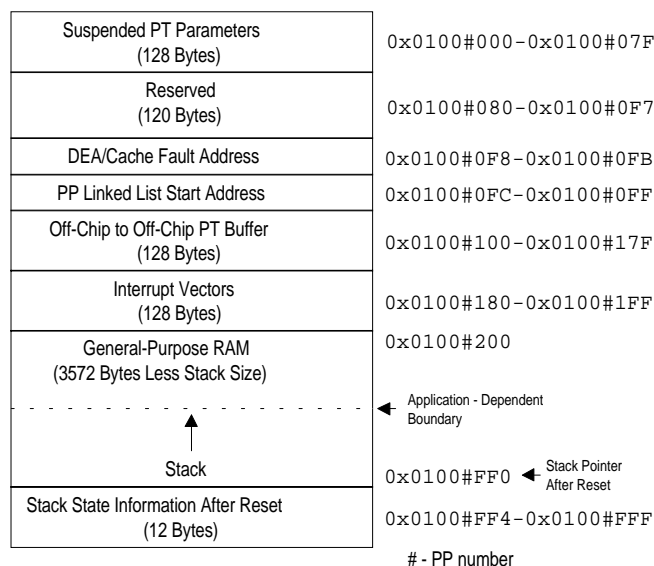 Suspended PT Parameters
(128 Bytes)
0x0100#000-0x0100#07F
Reserved
(120 Bytes)
0x0100#080-0x0100#0F7
DEA/Cache Fault Address
0x0100#0F8-0x0100#0FB
PP Linked List Start Address
0x0100#0FC-0x0100#0FF
Off-Chip to Off-Chip PT Buffer
(128 Bytes)
0x0100#100-0x0100#17F
Interrupt Vectors
(128 Bytes)
0x0100#180-0x0100#1FF
General-Purpose RAM
(3572 Bytes Less Stack Size)
0x0100#200
Application - Dependent
Boundary
Stack
0x0100#FF0
Stack Pointer
After Reset
Stack State Information After Reset
(12 Bytes)
0x0100#FF4-0x0100#FFF
# - PP number